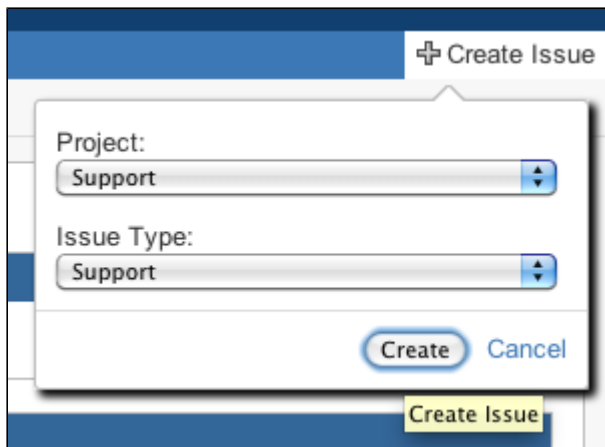 Create Issue
Project:
Support
Issue Type:
Support
Create Cancel
Create Issue